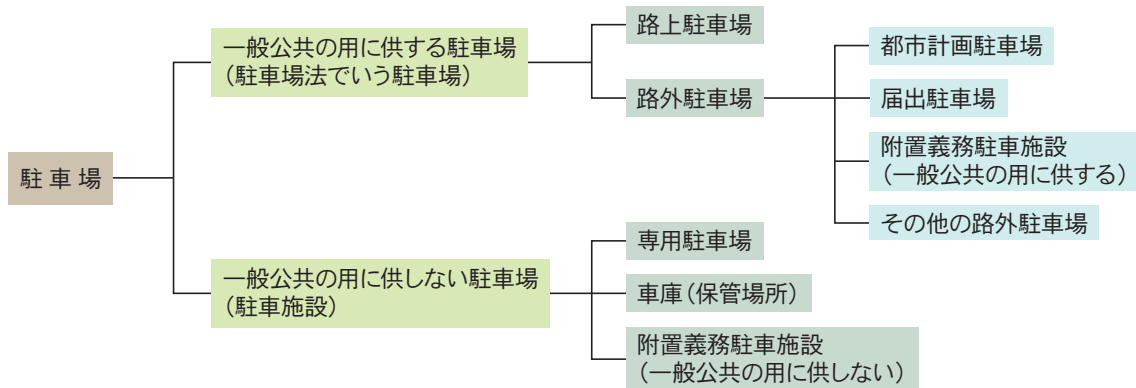 駐車場
一般公共の用に供する駐車場
（駐車場法でいう駐車場）
路上駐車場
路外駐車場
都市計画駐車場
届出駐車場
附置義務駐車施設
（一般公共の用に供する）
その他の路外駐車場
一般公共の用に供しない駐車場
（駐車施設）
専用駐車場
車庫（保管場所）
附置義務駐車施設
（一般公共の用に供しない）